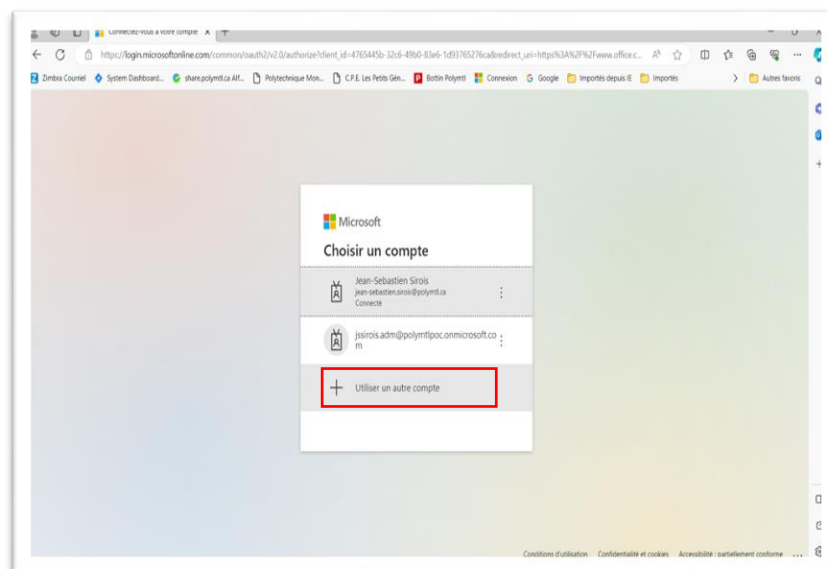 Connectez-vous à votre compte
https://login.microsoftonline.com/common/oauth2/v2.0/authorize?client_id=4765445b-32c6-49b0-83e6-1d93765276ca&redirect_uri=https%3A%2F%2Fwww.office.c...
Zimbra Courriel System Dashboard... share.polymtl.ca Alf... Polytechnique Mon... C.P.E. Les Petits Gén... Bottin Polymtl Connexion Google Importés depuis IE Importés Autres favoris
Microsoft
Choisir un compte
Jean-Sebastien Sirois
jean-sebastien.sirois@polymtl.ca
Connecté
jssirois.adm@polymtlpoc.onmicrosoft.co
m
Utiliser un autre compte
Conditions d'utilisation Confidentialité et cookies Accessibilité : partiellement conforme ...